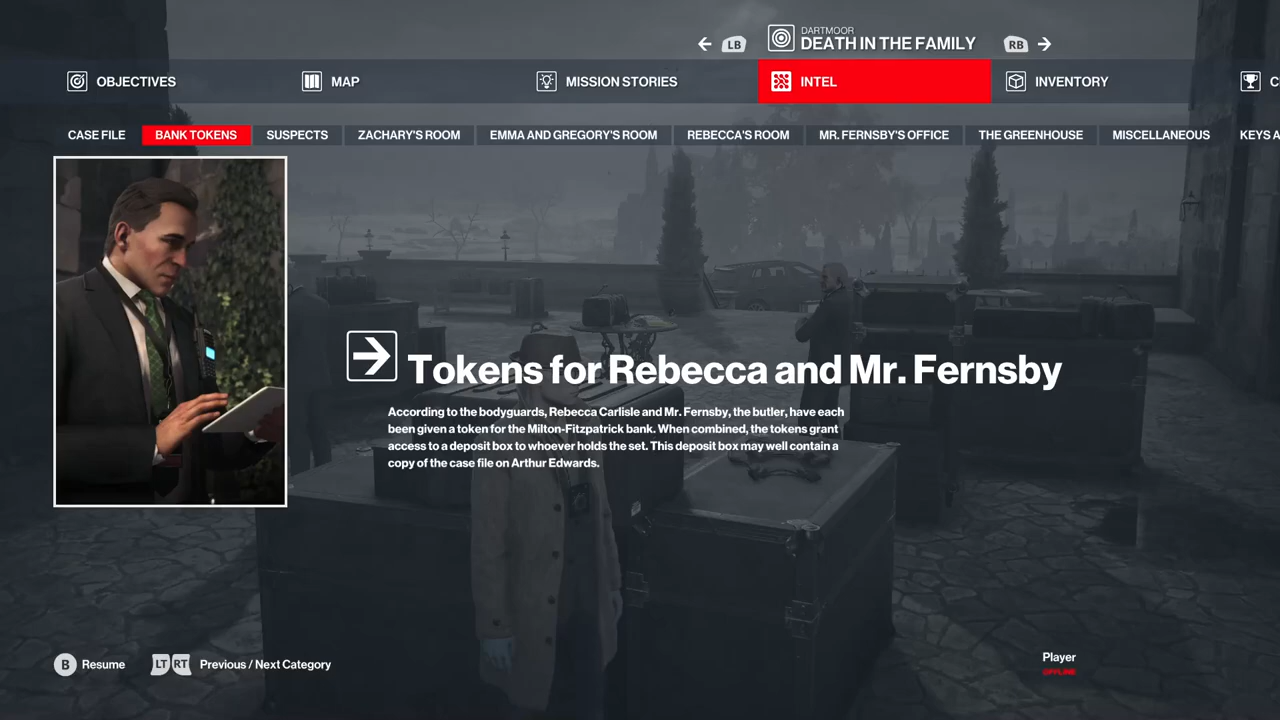 DARTMOOR
LB DEATH IN THE FAMILY RB
OBJECTIVES MAP MISSION STORIES INTEL INVENTORY C
CASE FILE BANK TOKENS SUSPECTS ZACHARY'S ROOM EMMA AND GREGORY'S ROOM REBECCA'S ROOM MR. FERNSBY'S OFFICE THE GREENHOUSE MISCELLANEOUS KEYS A
Tokens for Rebecca and Mr. Fernsby
According to the bodyguards, Rebecca Carlisle and Mr. Fernsby, the butler, have each
been given a token for the Milton-Fitzpatrick bank. When combined, the tokens grant
access to a deposit box to whoever holds the set. This deposit box may well contain a
copy of the case file on Arthur Edwards.
B Resume LT RT Previous / Next Category
Player
OFFLINE